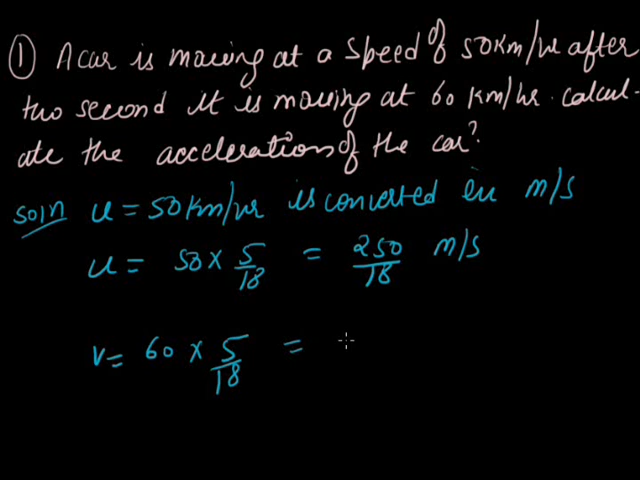 ① A car is moving at a speed of 50km/hr after
two second it is moving at 60 km/hr. calcul-
ate the acceleration of the car?
soln u = 50km/hr is converted in m/s
u = 50 × 5/18 = 250/18 m/s
v = 60 × 5/18 =